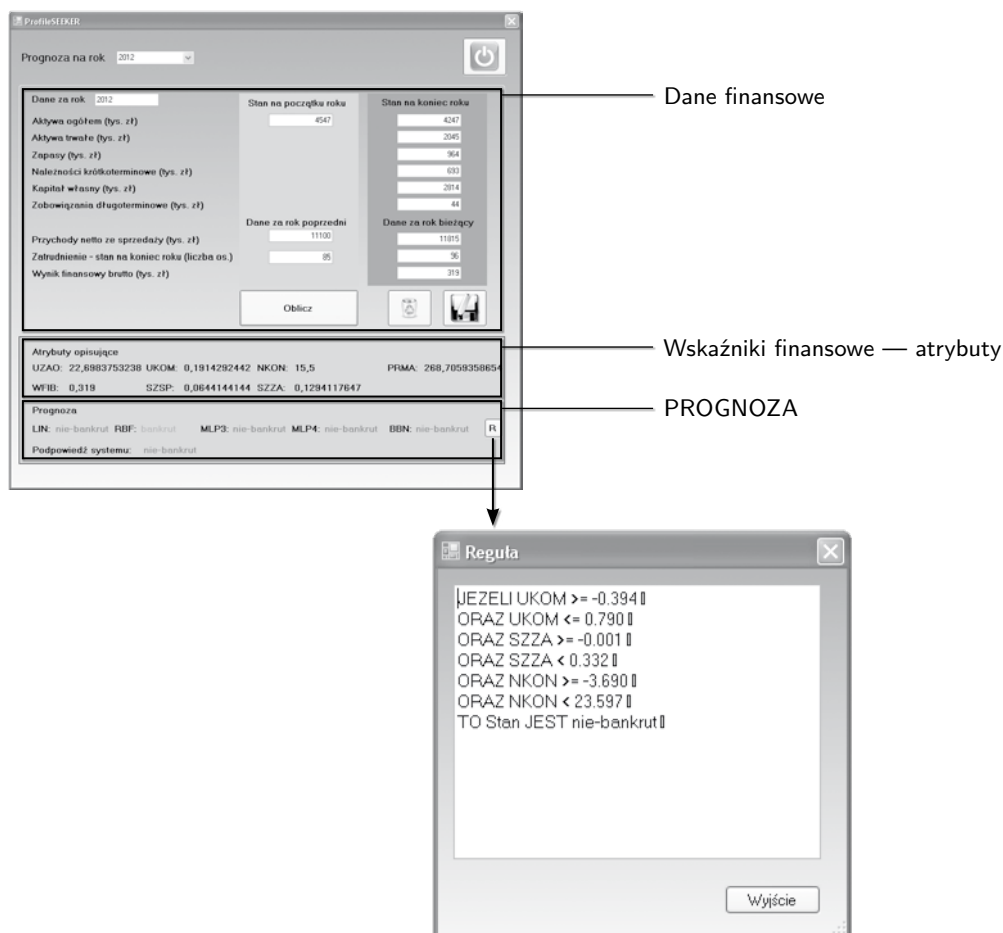 ProfileSEEKER
Prognoza na rok 2012
Dane za rok 2012 Stan na początku roku Stan na koniec roku
Aktywa ogółem (tys. zł) 4547 4247
Aktywa trwałe (tys. zł) 2045
Zapasy (tys. zł) 964
Należności krótkoterminowe (tys. zł) 693
Kapitał własny (tys. zł) 2814
Zobowiązania długoterminowe (tys. zł) 44
Dane za rok poprzedni Dane za rok bieżący
Przychody netto ze sprzedaży (tys. zł) 11100 11815
Zatrudnienie - stan na koniec roku (liczba os.) 85 96
Wynik finansowy brutto (tys. zł) 319
Oblicz
Atrybuty opisujące
UZAO: 22,6983753238 UKOM: 0,1914292442 NKON: 15,5 PRMA: 268,7059358654
WFIB: 0,319 SZSP: 0,0644144144 SZZA: 0,1294117647
Prognoza
LIN: nie-bankrut RBF: bankrut MLP3: nie-bankrut MLP4: nie-bankrut BBN: nie-bankrut R
Podpowiedź systemu: nie-bankrut
Dane finansowe
Wskaźniki finansowe — atrybuty
PROGNOZA
Reguła
JEZELI UKOM >= -0.394
ORAZ UKOM <= 0.790
ORAZ SZZA >= -0.001
ORAZ SZZA < 0.332
ORAZ NKON >= -3.690
ORAZ NKON < 23.597
TO Stan JEST nie-bankrut
Wyjście